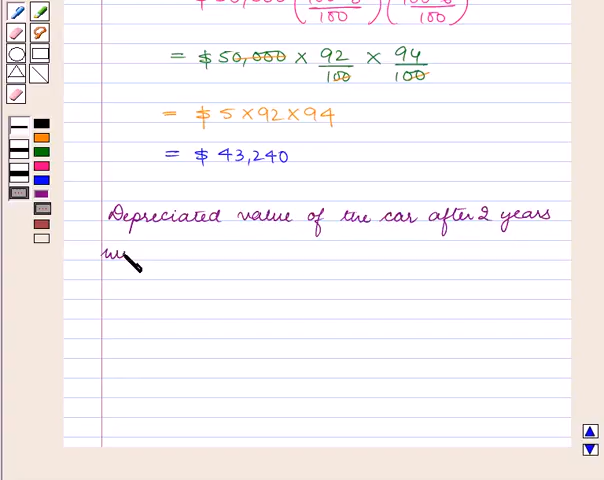 = $ 50,000 × 92/100 × 94/100
= $ 5 × 92 × 94
= $ 43,240
Depreciated value of the car after 2 years